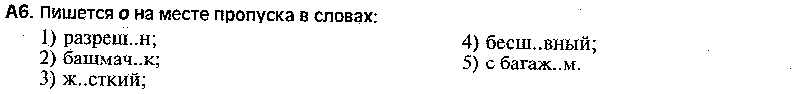 А6. Пишется о на месте пропуска в словах:
1) разреш..н;
2) башмач..к;
3) ж..сткий;
4) бесш..вный;
5) с багаж..м.